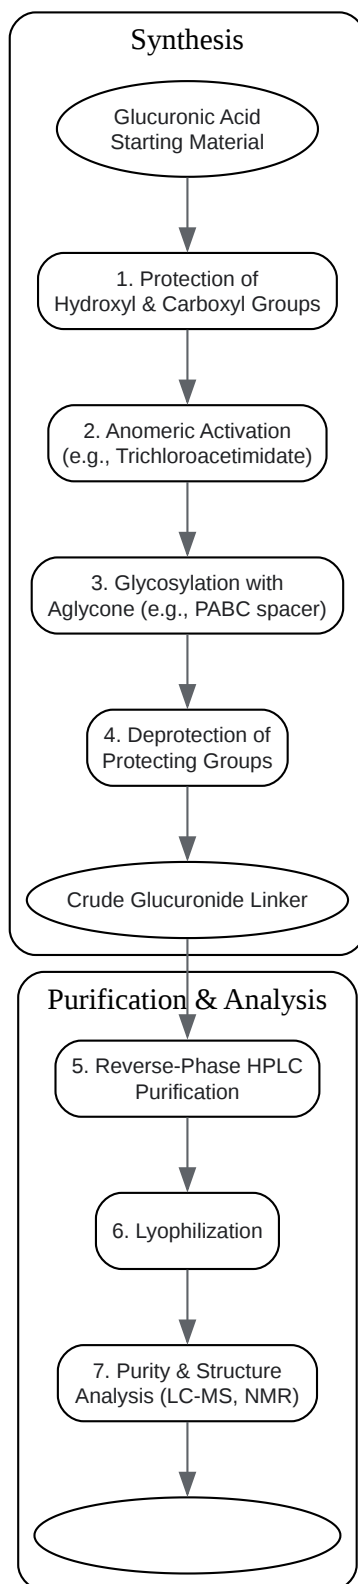 Synthesis
Glucuronic Acid
Starting Material
1. Protection of
Hydroxyl & Carboxyl Groups
2. Anomeric Activation
(e.g., Trichloroacetimidate)
3. Glycosylation with
Aglycone (e.g., PABC spacer)
4. Deprotection of
Protecting Groups
Crude Glucuronide Linker
Purification & Analysis
5. Reverse-Phase HPLC
Purification
6. Lyophilization
7. Purity & Structure
Analysis (LC-MS, NMR)